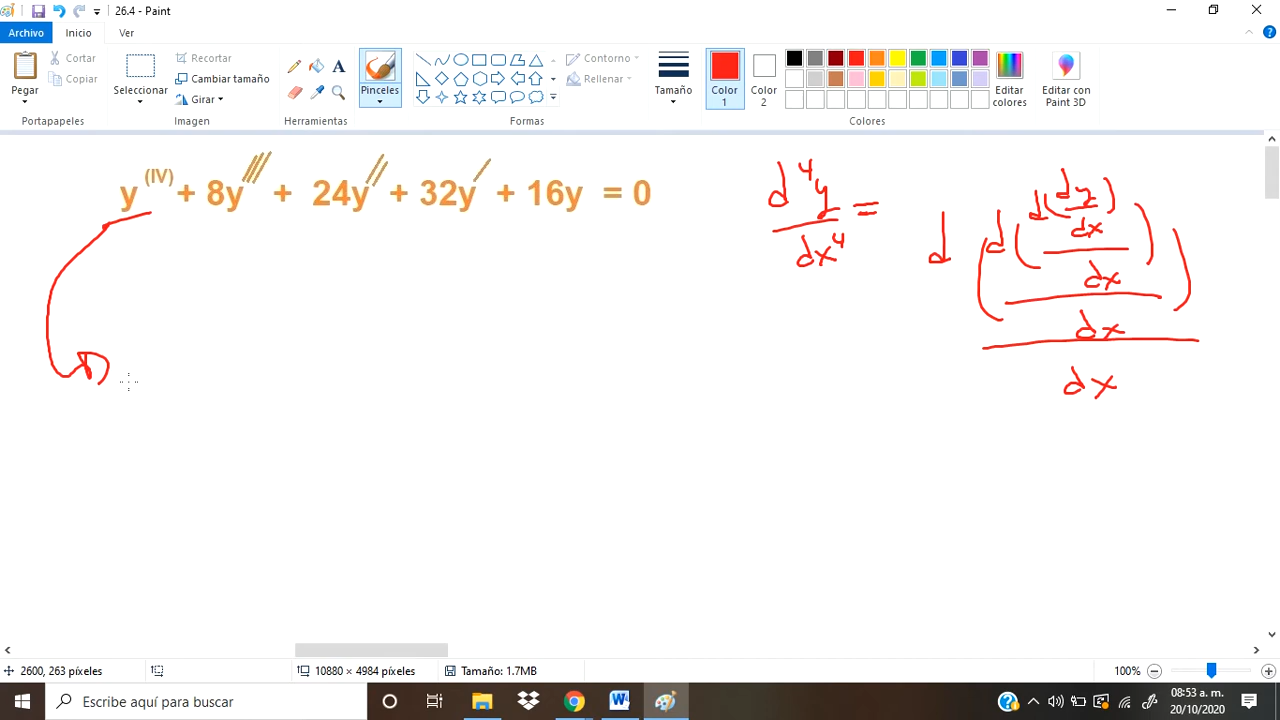 26.4 - Paint
Archivo Inicio Ver
Pegar
Cortar
Copiar
Portapapeles
Seleccionar
Recortar
Cambiar tamaño
Girar
Imagen
A
Herramientas
Pinceles
Contorno
Rellenar
Formas
Tamaño
Color 1
Color 2
Editar colores
Editar con Paint 3D
Colores
y (IV) + 8y''' + 24y'' + 32y' + 16y = 0
d⁴y/dx⁴ = d(d(d(dy/dx)/dx)/dx)/dx
2600, 263 píxeles
10880 × 4984 píxeles
Tamaño: 1.7MB
100%
Escribe aquí para buscar
08:53 a. m.
20/10/2020